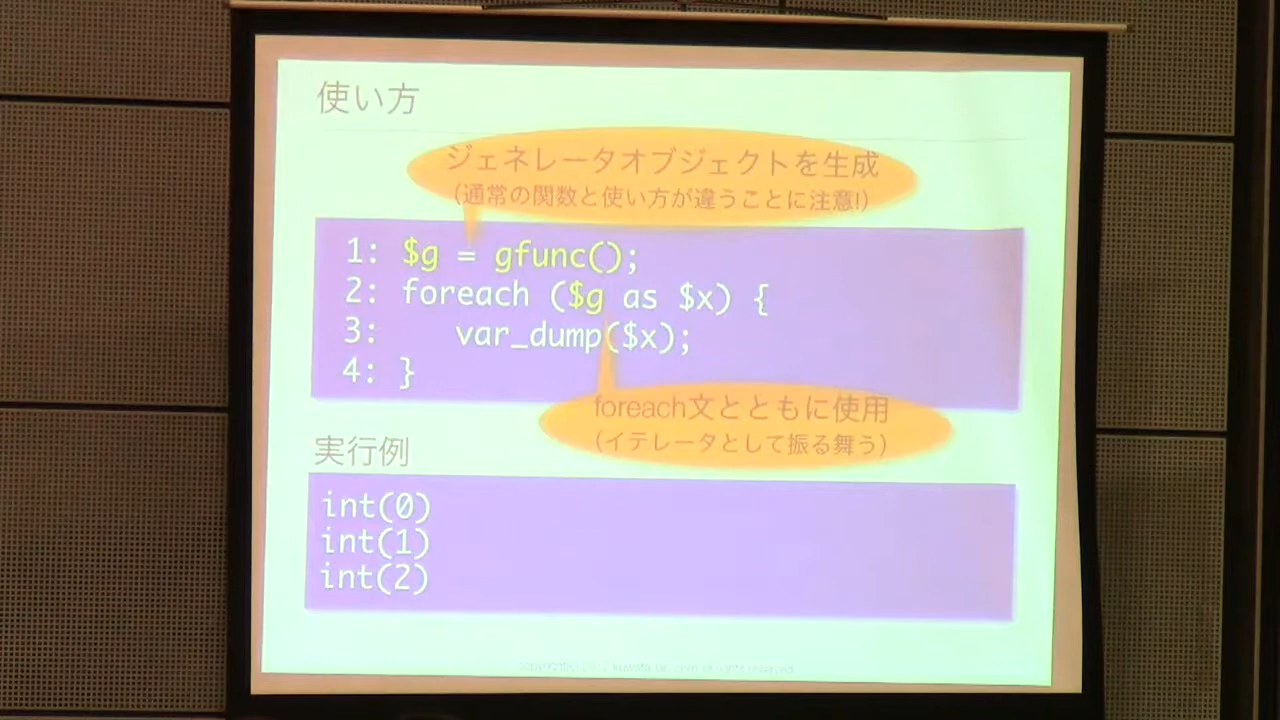 使い方
ジェネレータオブジェクトを生成
(通常の関数と使い方が違うことに注意!)
1: $g = gfunc();
2: foreach ($g as $x) {
3:    var_dump($x);
4: }
foreach文とともに使用
(イテレータとして振る舞う)
実行例
int(0)
int(1)
int(2)
all rights reserved.